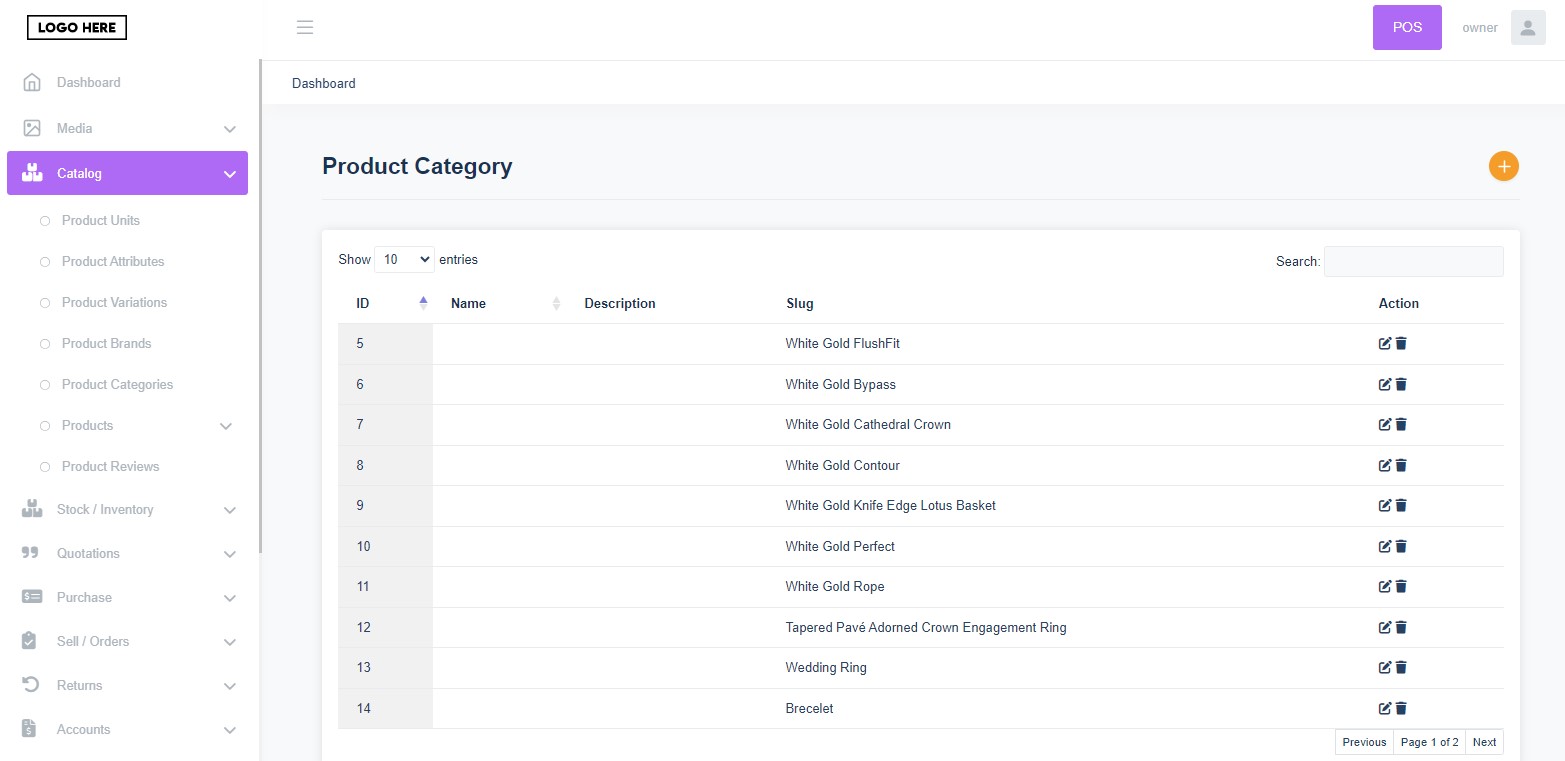 LOGO HERE
POS
owner
Dashboard
Dashboard
Media
Catalog
Product Units
Product Attributes
Product Variations
Product Brands
Product Categories
Products
Product Reviews
Stock / Inventory
Quotations
Purchase
Sell / Orders
Returns
Accounts
Product Category
Show 10 entries
Search:
ID Name Description Slug Action
5 White Gold FlushFit
6 White Gold Bypass
7 White Gold Cathedral Crown
8 White Gold Contour
9 White Gold Knife Edge Lotus Basket
10 White Gold Perfect
11 White Gold Rope
12 Tapered Pavé Adorned Crown Engagement Ring
13 Wedding Ring
14 Brecelet
Previous Page 1 of 2 Next